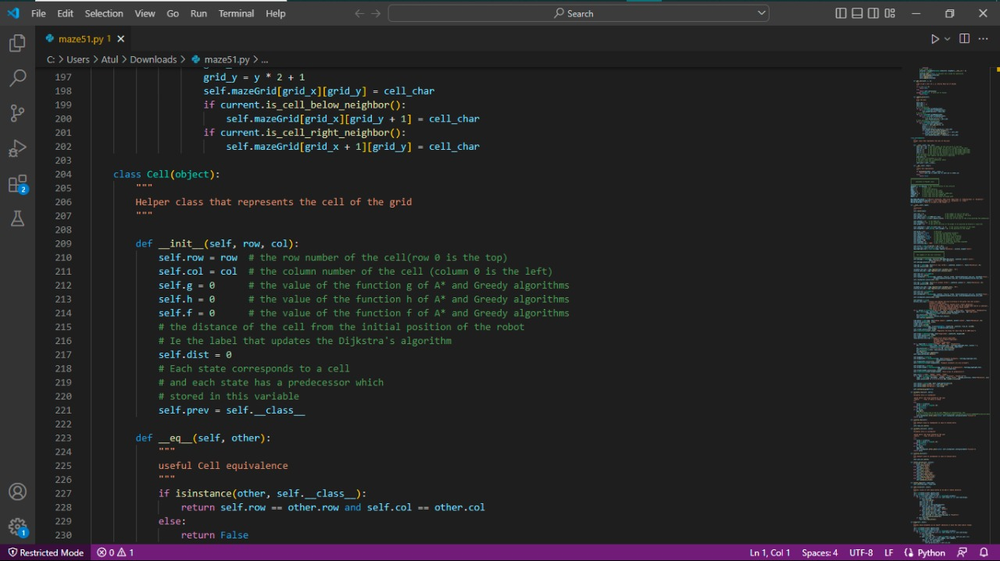 File Edit Selection View Go Run Terminal Help Search
maze51.py 1
C: > Users > Atul > Downloads > maze51.py > ...
197 grid_y = y * 2 + 1
198 self.mazeGrid[grid_x][grid_y] = cell_char
199 if current.is_cell_below_neighbor():
200 self.mazeGrid[grid_x][grid_y + 1] = cell_char
201 if current.is_cell_right_neighbor():
202 self.mazeGrid[grid_x + 1][grid_y] = cell_char
203
204 class Cell(object):
205 """
206 Helper class that represents the cell of the grid
207 """
208
209 def __init__(self, row, col):
210 self.row = row # the row number of the cell(row 0 is the top)
211 self.col = col # the column number of the cell (column 0 is the left)
212 self.g = 0 # the value of the function g of A* and Greedy algorithms
213 self.h = 0 # the value of the function h of A* and Greedy algorithms
214 self.f = 0 # the value of the function f of A* and Greedy algorithms
215 # the distance of the cell from the initial position of the robot
216 # Ie the label that updates the Dijkstra's algorithm
217 self.dist = 0
218 # Each state corresponds to a cell
219 # and each state has a predecessor which
220 # stored in this variable
221 self.prev = self.__class__
222
223 def __eq__(self, other):
224 """
225 useful Cell equivalence
226 """
227 if isinstance(other, self.__class__):
228 return self.row == other.row and self.col == other.col
229 else:
230 return False
2
1
Restricted Mode 0 1 Ln 1, Col 1 Spaces: 4 UTF-8 LF Python